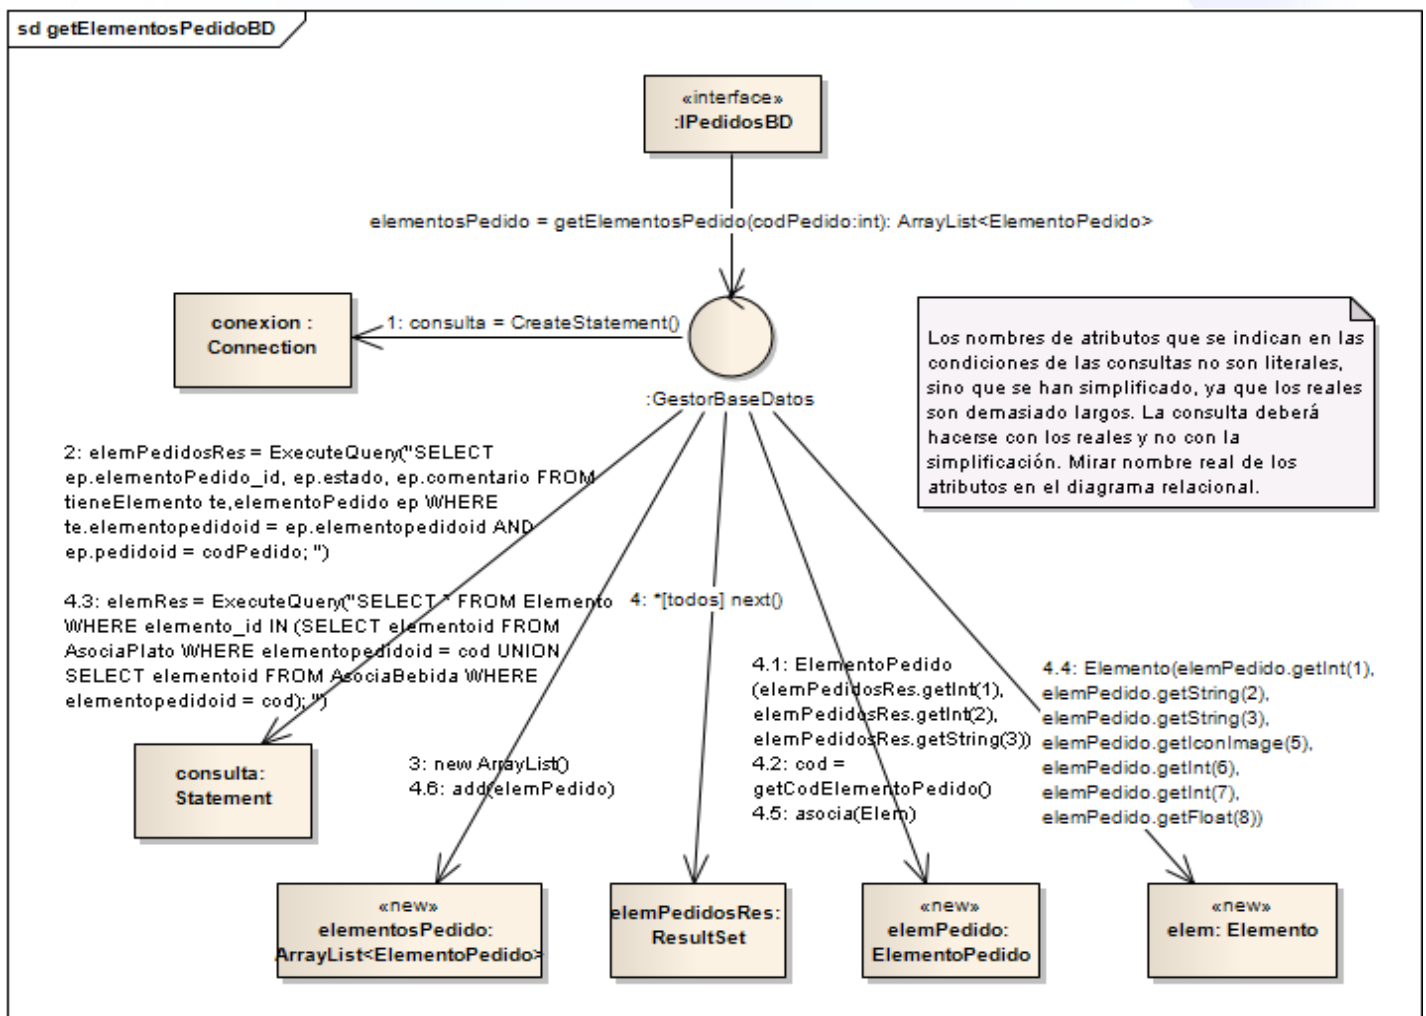 sd getElementosPedidoBD
«interface»
:IPedidosBD
elementosPedido = getElementosPedido(codPedido:int): ArrayList<ElementoPedido>
conexion :
Connection
1: consulta = CreateStatement()
:GestorBaseDatos
Los nombres de atributos que se indican en las
condiciones de las consultas no son literales,
sino que se han simplificado, ya que los reales
son demasiado largos. La consulta deberá
hacerse con los reales y no con la
simplificación. Mirar nombre real de los
atributos en el diagrama relacional.
2: elemPedidosRes = ExecuteQuery("SELECT
ep.elementoPedido_id, ep.estado, ep.comentario FROM
tieneElemento te,elementoPedido ep WHERE
te.elementopedidoid = ep.elementopedidoid AND
ep.pedidoid = codPedido; ")
4.3: elemRes = ExecuteQuery("SELECT * FROM Elemento
WHERE elemento_id IN (SELECT elementoid FROM
AsociaPlato WHERE elementopedidoid = cod UNION
SELECT elementoid FROM AsociaBebida WHERE
elementopedidoid = cod); ")
4: *[todos] next()
4.1: ElementoPedido
(elemPedidosRes.getInt(1),
elemPedidosRes.getInt(2),
elemPedidosRes.getString(3))
4.2: cod =
getCodElementoPedido()
4.5: asocia(Elem)
4.4: Elemento(elemPedido.getInt(1),
elemPedido.getString(2),
elemPedido.getString(3),
elemPedido.getIconImage(5),
elemPedido.getInt(6),
elemPedido.getInt(7),
elemPedido.getFloat(8))
3: new ArrayList()
4.6: add(elemPedido)
consulta:
Statement
«new»
elementosPedido:
ArrayList<ElementoPedido>
elemPedidosRes:
ResultSet
«new»
elemPedido:
ElementoPedido
«new»
elem: Elemento